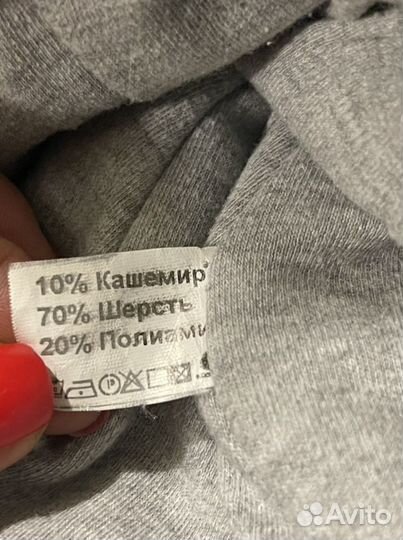 10% Кашемир
70% Шерсть
20% Полиами
Avito